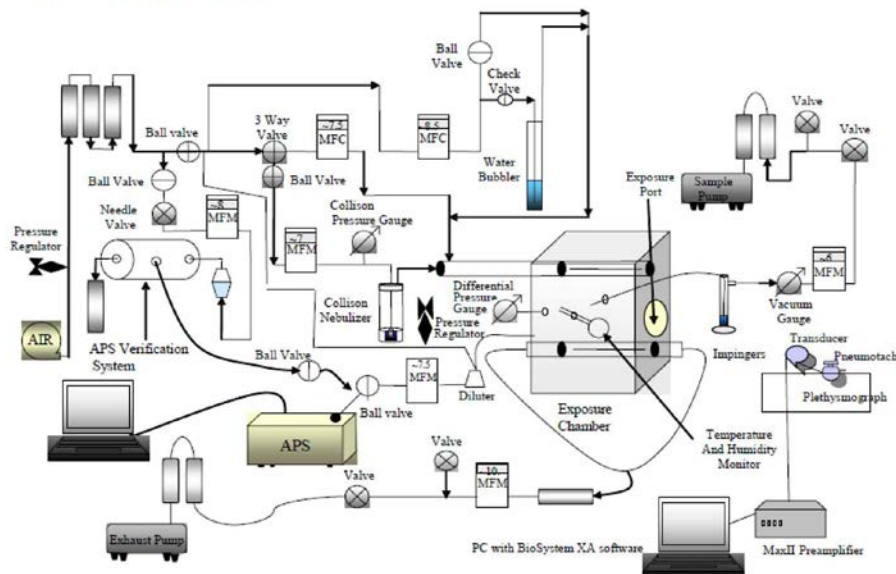 Ball
Valve
Check
Valve
3 Way
Valve
~7.5
MFC
~8.5
MFC
Ball valve
Valve
Valve
Water
Bubbler
Exposure
Port
Sample
Pump
Ball Valve
Ball Valve
Needle
Valve
~8
MFM
Collison
Pressure Gauge
Pressure
Regulator
~7
MFM
~6
MFM
Differential
Pressure
Gauge
Vacuum
Gauge
Collison
Nebulizer
Pressure
Regulator
AIR
APS Verification
System
Impingers
Transducer
Pneumotach
Plethysmograph
Ball Valve
~7.5
MFM
Diluter
Ball valve
Exposure
Chamber
APS
Temperature
And Humidity
Monitor
Valve
Valve
~10.
MFM
Exhaust Pump
PC with BioSystem XA software
MaxII Preamplifier